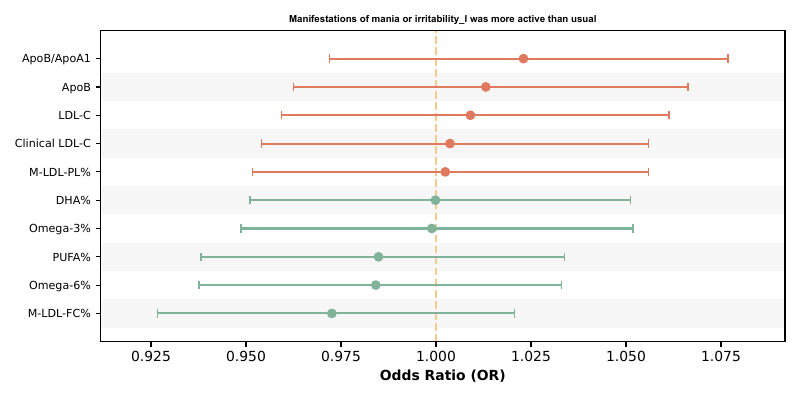 Manifestations of mania or irritability_I was more active than usual
ApoB/ApoA1
ApoB
LDL-C
Clinical LDL-C
M-LDL-PL%
DHA%
Omega-3%
PUFA%
Omega-6%
M-LDL-FC%
0.925 0.950 0.975 1.000 1.025 1.050 1.075
Odds Ratio (OR)